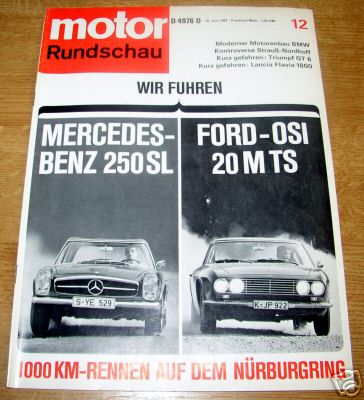 motor
Rundschau
D 4976 D
12
Moderner Motorenbau BMW
Kontroverse Strauß-Nordhoff
Kurz gefahren: Triumpf GT 6
Kurz gefahren: Lancia Flavia 1800
WIR FUHREN
MERCEDES-
BENZ 250 SL
FORD-OSI
20 M TS
S-YE 529
K-JP 922
1000 KM-RENNEN AUF DEM NÜRBURGRING